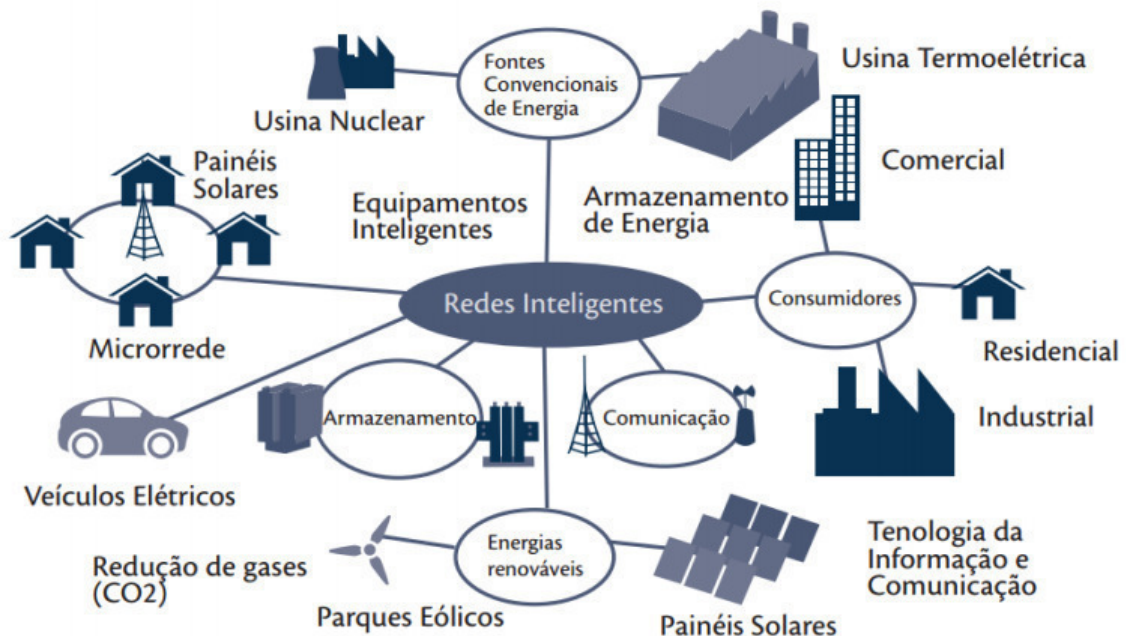 Fontes
Convencionais
de Energia
Usina Termoelétrica
Usina Nuclear
Comercial
Painéis
Solares
Equipamentos
Inteligentes
Armazenamento
de Energia
Redes Inteligentes
Consumidores
Microrrede
Residencial
Armazenamento
Comunicação
Industrial
Veículos Elétricos
Energias
renováveis
Tenologia da
Informação e
Comunicação
Redução de gases
(CO2)
Parques Eólicos
Painéis Solares